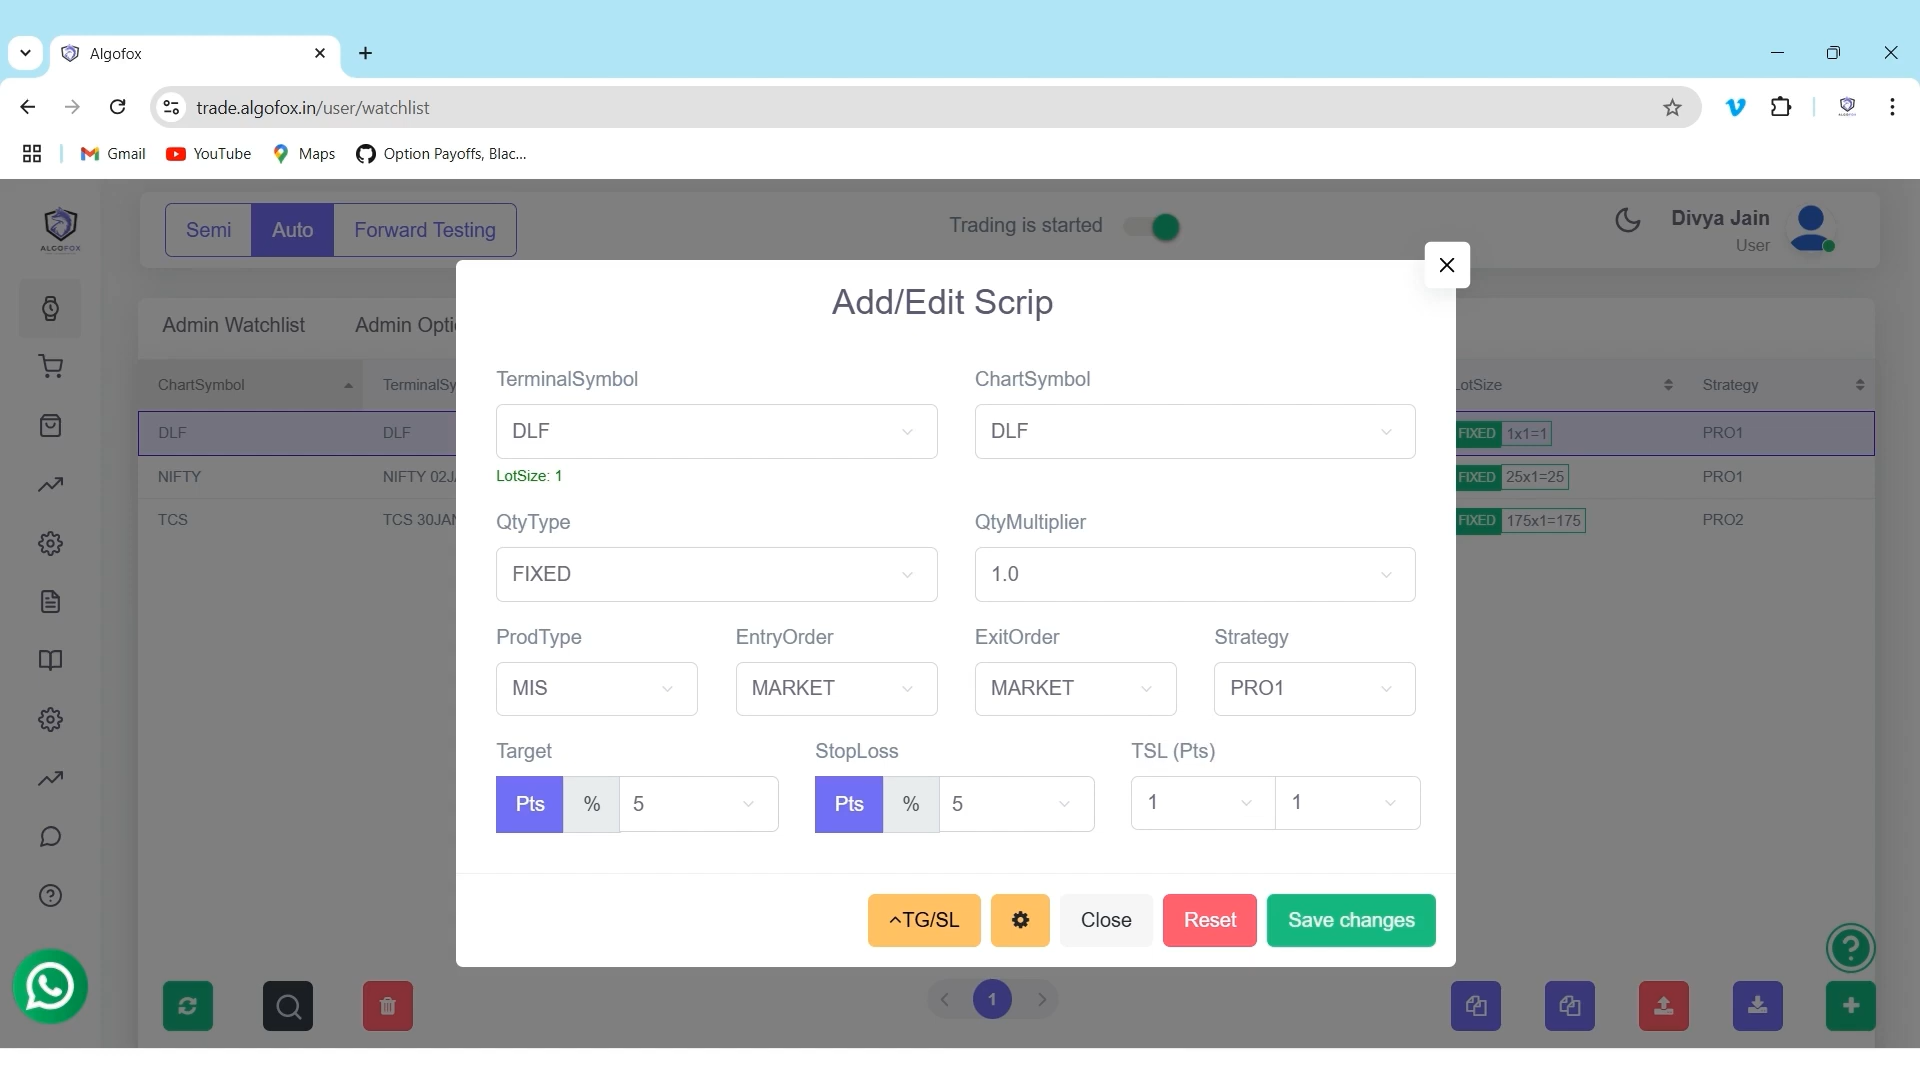 Algofox
trade.algofox.in/user/watchlist
Gmail
YouTube
Maps
Option Payoffs, Blac...
ALGOFOX
Semi
Auto
Forward Testing
Trading is started
Divya Jain
User
Admin Watchlist
Admin Opti
Add/Edit Scrip
ChartSymbol
TerminalSy
LotSize
Strategy
DLF
DLF
FIXED 1x1=1
PRO1
NIFTY
NIFTY 02J
FIXED 25x1=25
PRO1
TCS
TCS 30JAN
FIXED 175x1=175
PRO2
TerminalSymbol
ChartSymbol
DLF
DLF
LotSize: 1
QtyType
QtyMultiplier
FIXED
1.0
ProdType
EntryOrder
ExitOrder
Strategy
MIS
MARKET
MARKET
PRO1
Target
StopLoss
TSL (Pts)
Pts % 5
Pts % 5
1
1
^TG/SL
Close
Reset
Save changes
1